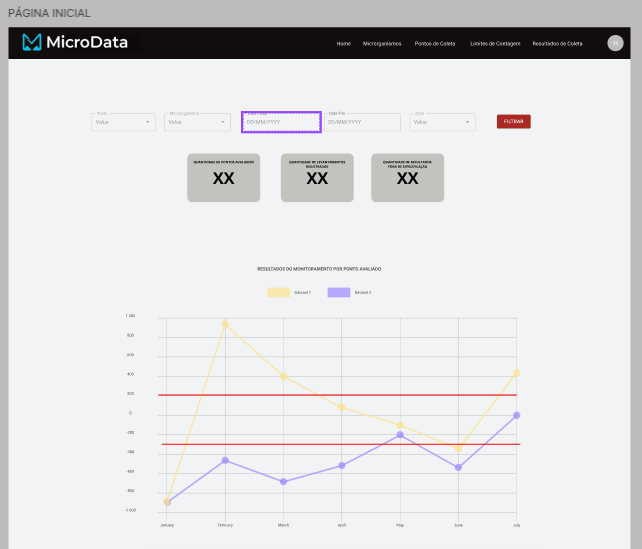 PÁGINA INICIAL
MicroData
Home Microrganismos Pontos de Coleta Limites de Contagem Resultados de Coleta
Ponto Microrganismo Data Fim Zona
Value Value DD/MM/YYYY DD/MM/YYYY Value FILTRAR
QUANTIDADE DE PONTOS AVALIADOS
XX
QUANTIDADE DE LEVANTAMENTOS
REGISTRADOS
XX
QUANTIDADE DE RESULTADOS
FORA DE ESPECIFICAÇÃO
XX
RESULTADOS DO MONITORAMENTO POR PONTO AVALIADO
Dataset 1 Dataset 2
1 000
800
600
400
200
0
-200
-400
-600
-800
-1 000
January February March April May June July